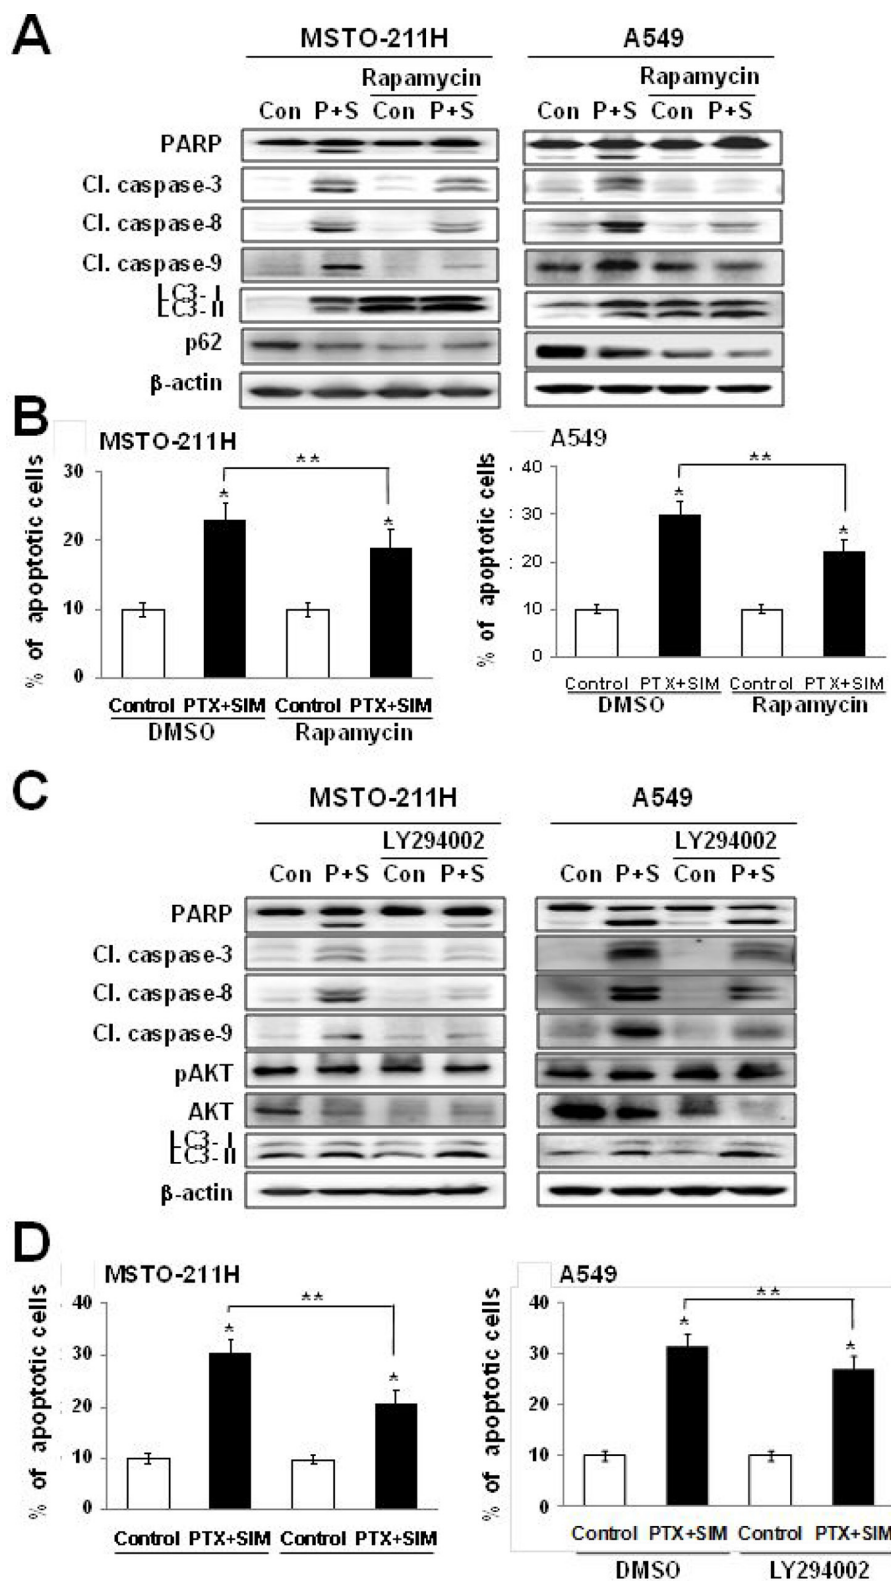 A
MSTO-211H A549
Rapamycin Rapamycin
Con P+S Con P+S Con P+S Con P+S
PARP
Cl. caspase-3
Cl. caspase-8
Cl. caspase-9
LC3- I
LC3- II
p62
β-actin
B
MSTO-211H
% of apoptotic cells
30
20
10
0
* ** *
Control PTX+SIM Control PTX+SIM
DMSO Rapamycin
A549
% of apoptotic cells
40
30
20
10
0
* ** *
Control PTX+SIM Control PTX+SIM
DMSO Rapamycin
C
MSTO-211H A549
LY294002 LY294002
Con P+S Con P+S Con P+S Con P+S
PARP
Cl. caspase-3
Cl. caspase-8
Cl. caspase-9
pAKT
AKT
LC3- I
LC3- II
β-actin
D
MSTO-211H
% of apoptotic cells
40
30
20
10
0
* ** *
Control PTX+SIM Control PTX+SIM
A549
% of apoptotic cells
40
30
20
10
0
* ** *
Control PTX+SIM Control PTX+SIM
DMSO LY294002